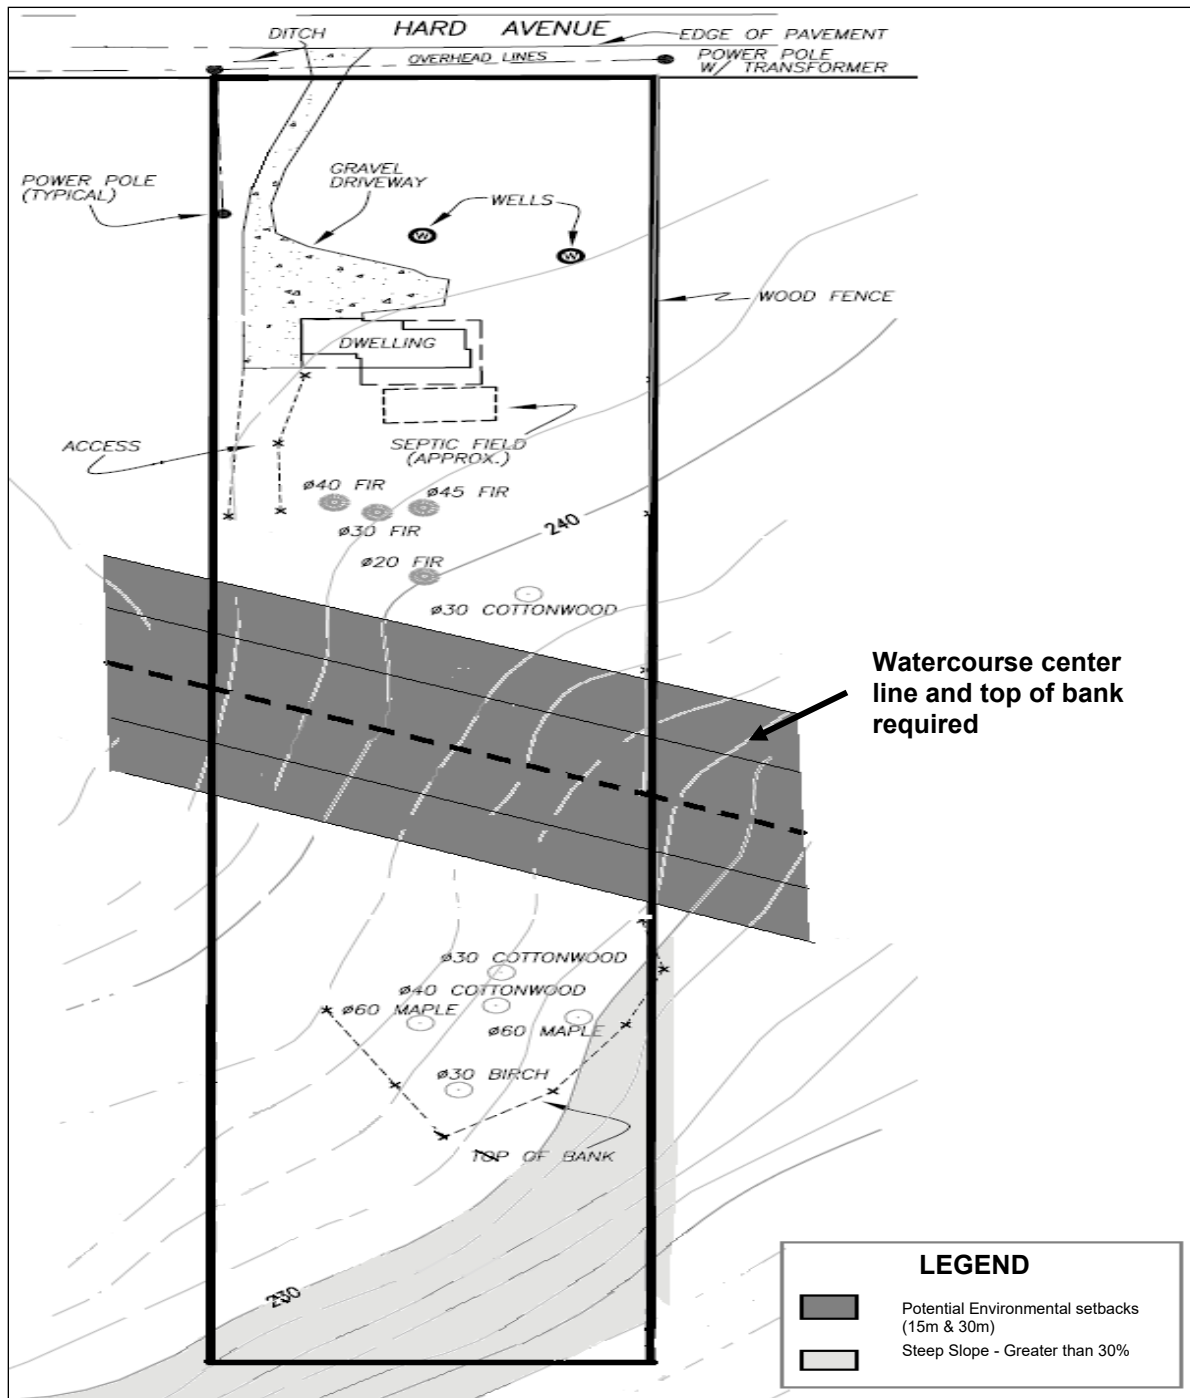 DITCH
HARD AVENUE
EDGE OF PAVEMENT
OVERHEAD LINES
POWER POLE
W/ TRANSFORMER
POWER POLE
(TYPICAL)
GRAVEL
DRIVEWAY
WELLS
W
W
WOOD FENCE
DWELLING
ACCESS
SEPTIC FIELD
(APPROX.)
ø40 FIR
ø45 FIR
ø30 FIR
240
ø20 FIR
ø30 COTTONWOOD
Watercourse center
line and top of bank
required
ø30 COTTONWOOD
ø40 COTTONWOOD
ø60 MAPLE
ø60 MAPLE
ø30 BIRCH
TOP OF BANK
230
LEGEND
Potential Environmental setbacks
(15m & 30m)
Steep Slope - Greater than 30%